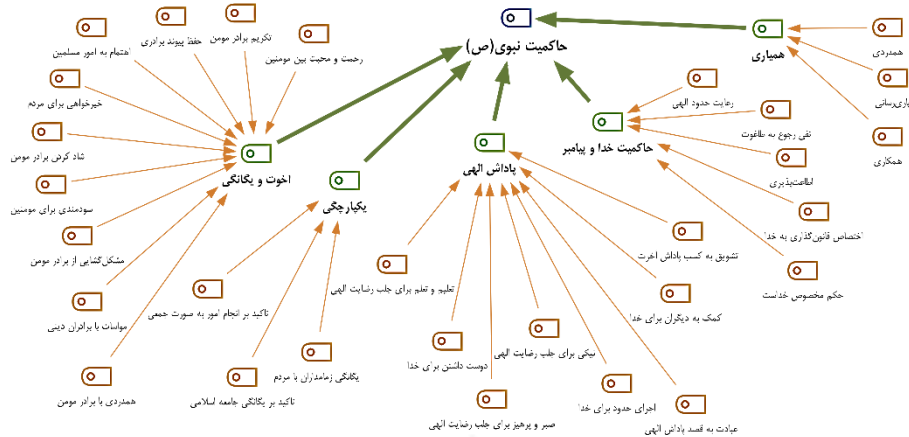 حاکمیت نبوی(ص)
همیاری
همدردی
یاری‌رسانی
همکاری
حاکمیت خدا و پیامبر
رعایت حدود الهی
نفی رجوع به طاغوت
اطاعت‌پذیری
اختصاص قانون‌گذاری به خدا
حکم مخصوص خداست
پاداش الهی
تشویق به کسب پاداش اخرت
کمک به دیگران برای خدا
عبادت به قصد پاداش الهی
اجرای حدود برای خدا
نیکی برای جلب رضایت الهی
صبر و پرهیز برای جلب رضایت الهی
دوست داشتن برای خدا
تعلیم و تعلم برای جلب رضایت الهی
یکپارچگی
یگانگی زمامداران با مردم
تاکید بر یگانگی جامعه اسلامی
تاکید بر انجام امور به صورت جمعی
اخوت و یگانگی
رحمت و محبت بین مومنین
تکریم برادر مومن
حفظ پیوند برادری
اهتمام به امور مسلمین
خیرخواهی برای مردم
شاد کردن برادر مومن
سودمندی برای مومنین
مشکل‌گشایی از برادر مومن
مواسات با برادران دینی
همدردی با برادر مومن